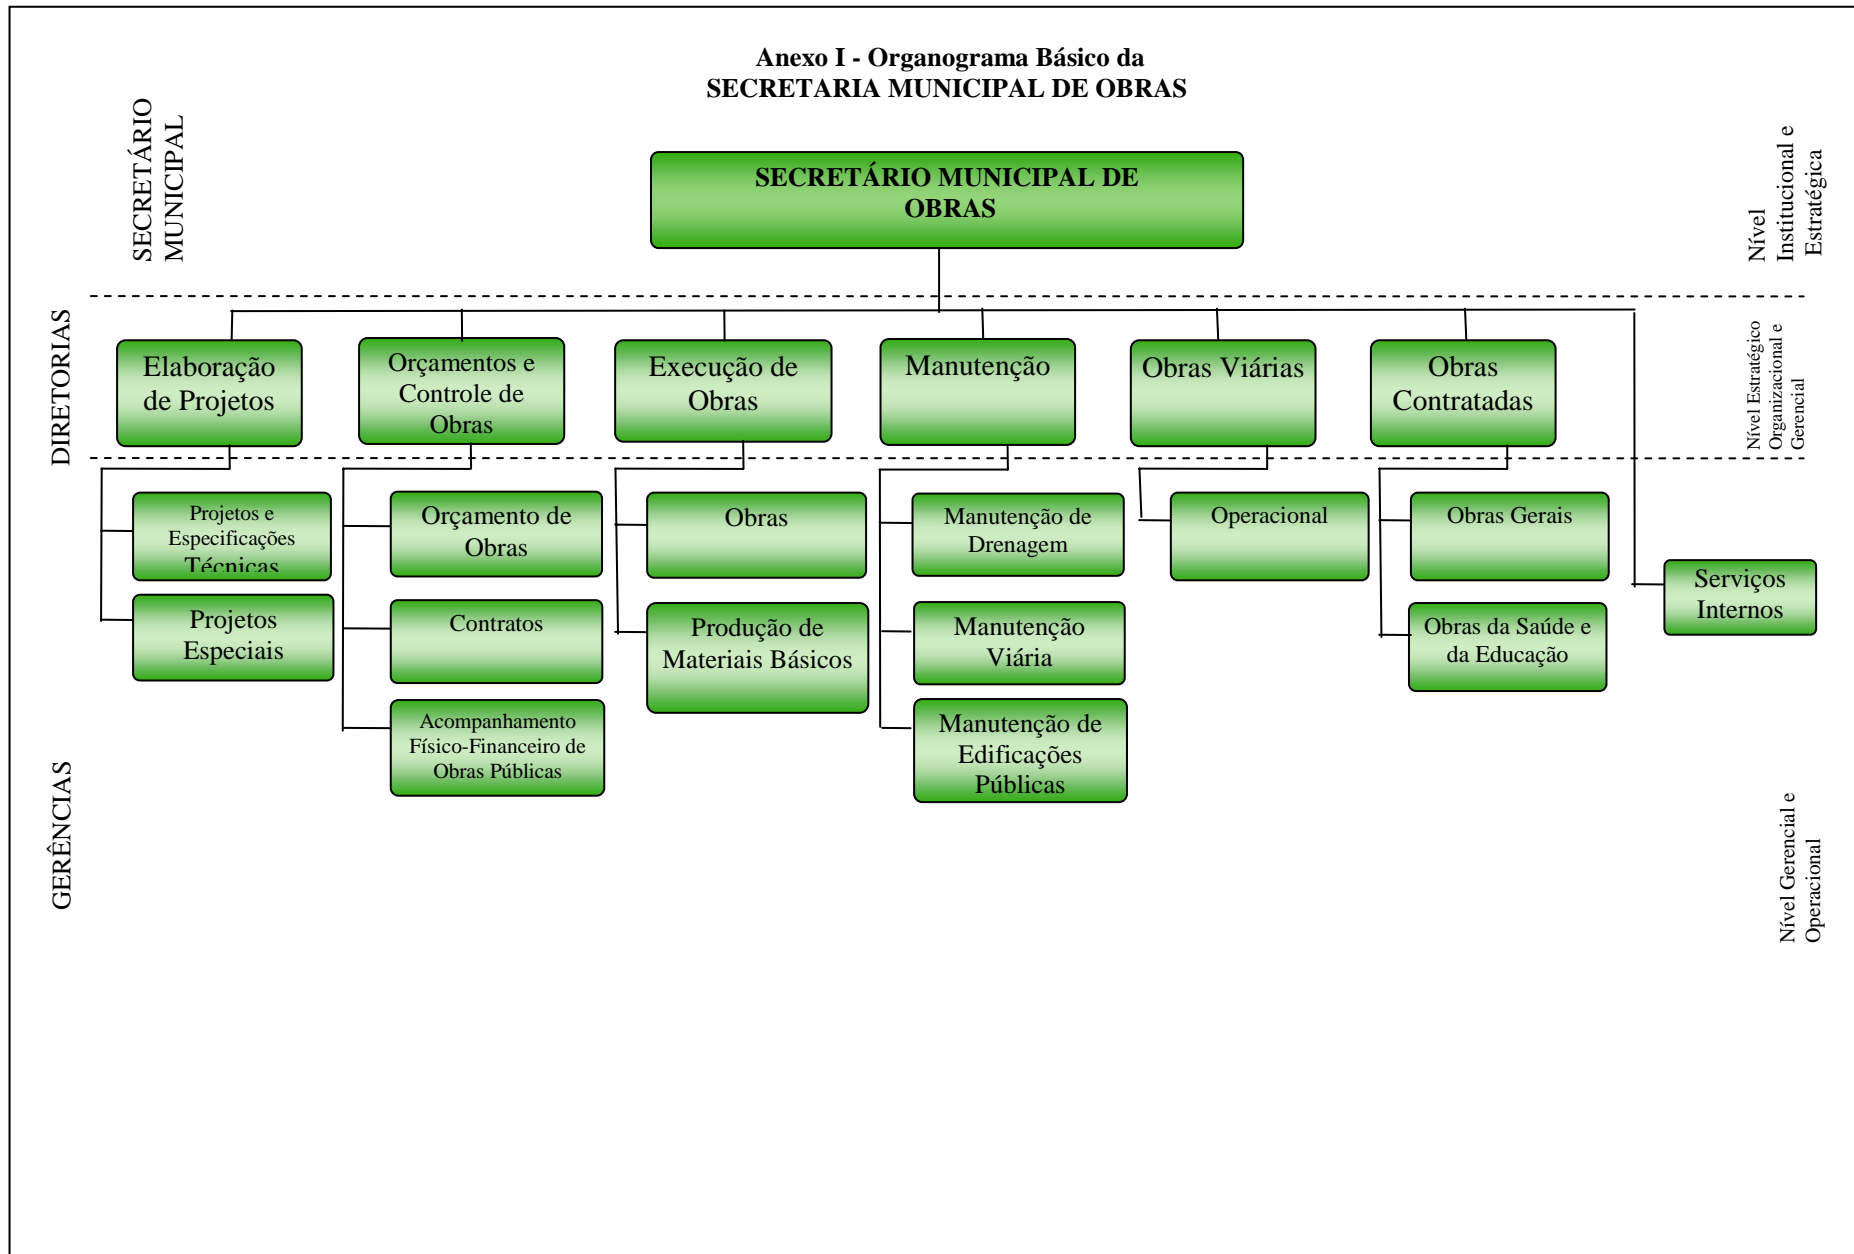 Anexo I - Organograma Básico da
SECRETARIA MUNICIPAL DE OBRAS
SECRETÁRIO
MUNICIPAL
SECRETÁRIO MUNICIPAL DE
OBRAS
Nível
Institucional e
Estratégica
DIRETORIAS
Elaboração
de Projetos
Orçamentos e
Controle de
Obras
Execução de
Obras
Manutenção
Obras Viárias
Obras
Contratadas
Nível Estratégico
Organizacional e
Gerencial
GERÊNCIAS
Projetos e
Especificações
Técnicas
Projetos
Especiais
Orçamento de
Obras
Contratos
Acompanhamento
Físico-Financeiro de
Obras Públicas
Obras
Produção de
Materiais Básicos
Manutenção de
Drenagem
Manutenção
Viária
Manutenção de
Edificações
Públicas
Operacional
Obras Gerais
Obras da Saúde e
da Educação
Serviços
Internos
Nível Gerencial e
Operacional